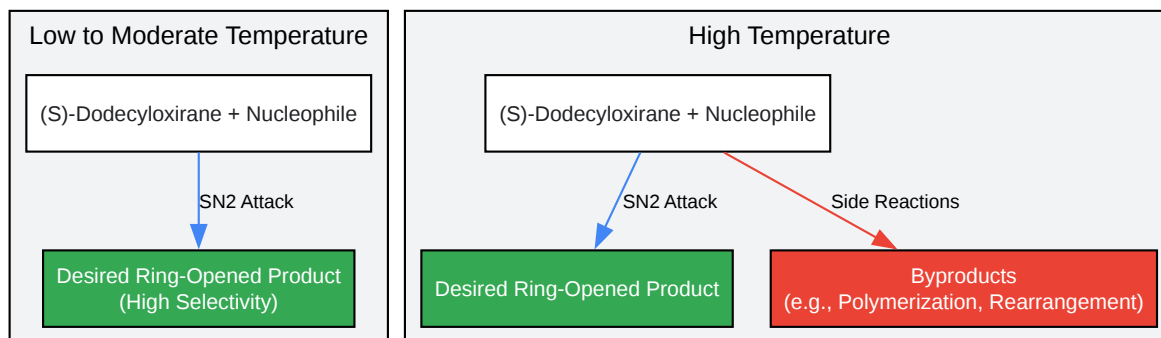 Low to Moderate Temperature
(S)-Dodecyloxirane + Nucleophile
SN2 Attack
Desired Ring-Opened Product
(High Selectivity)
High Temperature
(S)-Dodecyloxirane + Nucleophile
SN2 Attack
Side Reactions
Desired Ring-Opened Product
Byproducts
(e.g., Polymerization, Rearrangement)